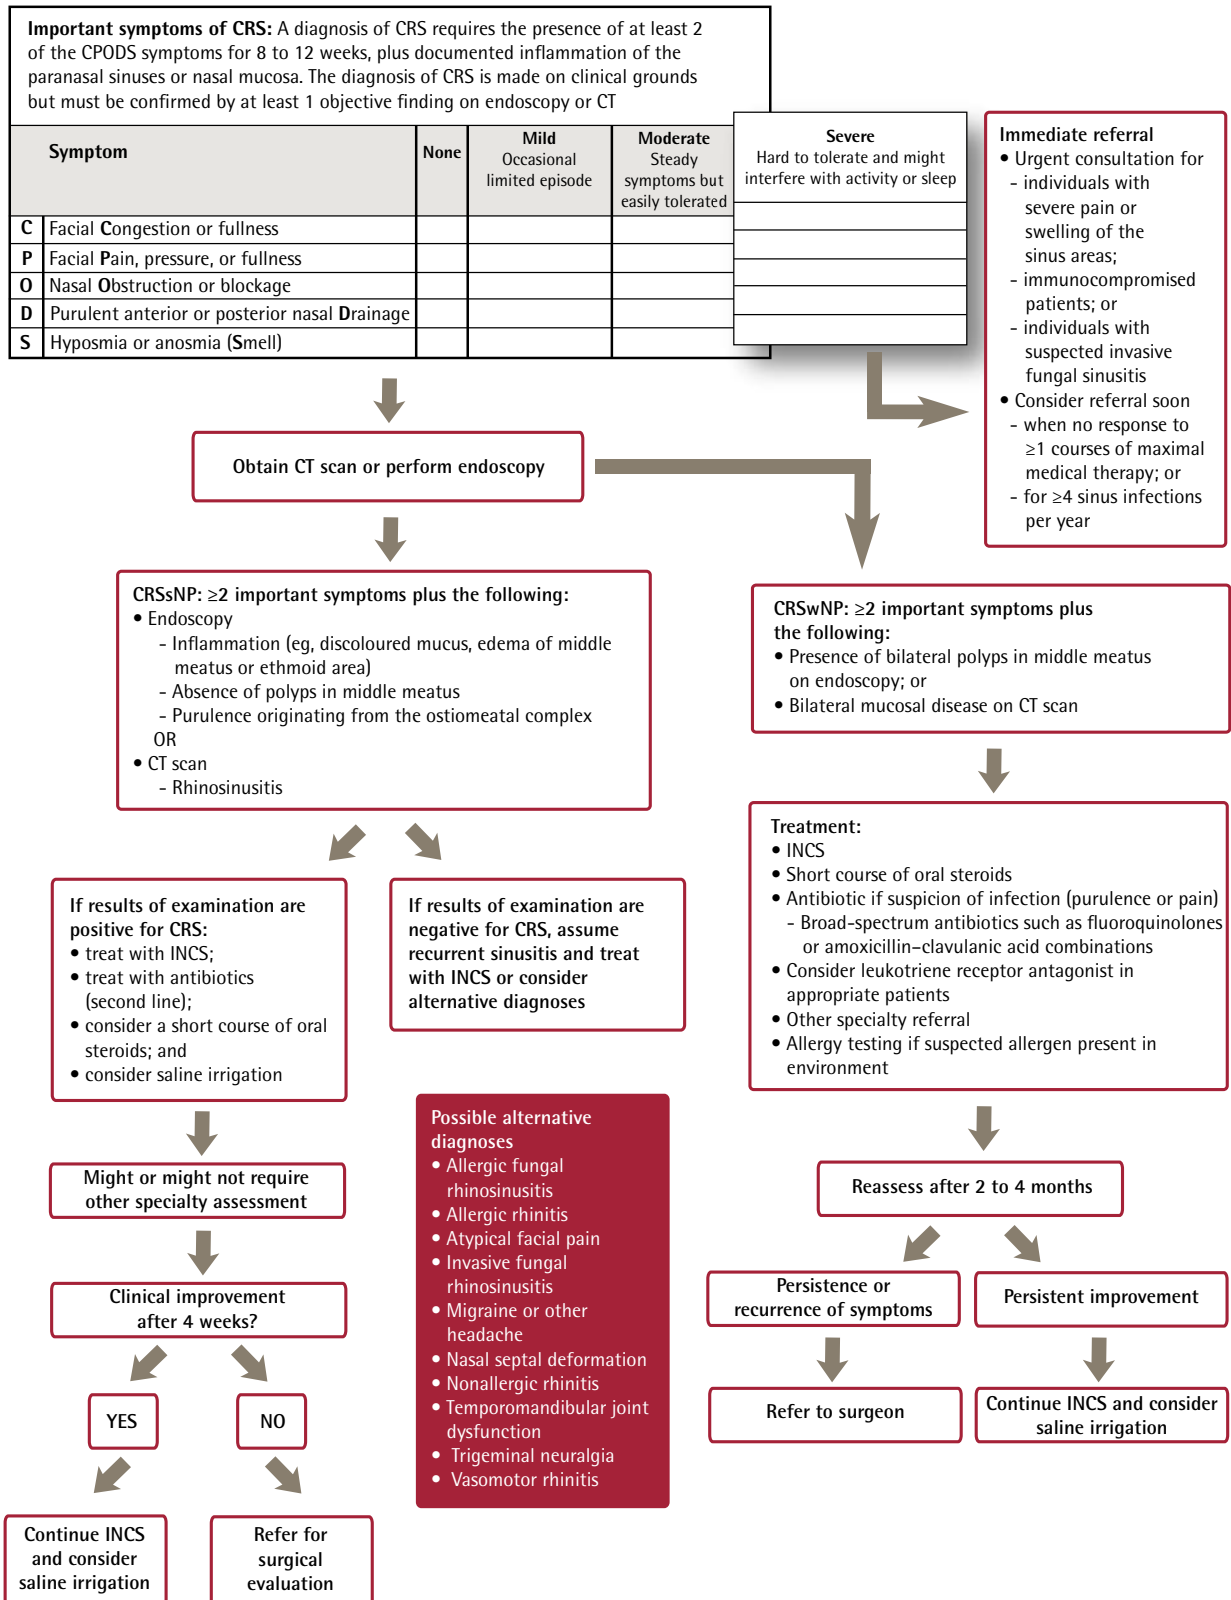 Important symptoms of CRS: A diagnosis of CRS requires the presence of at least 2
of the CPODS symptoms for 8 to 12 weeks, plus documented inflammation of the
paranasal sinuses or nasal mucosa. The diagnosis of CRS is made on clinical grounds
but must be confirmed by at least 1 objective finding on endoscopy or CT
Symptom
None
Mild
Occasional
limited episode
Moderate
Steady
symptoms but
easily tolerated
Severe
Hard to tolerate and might
interfere with activity or sleep
C Facial Congestion or fullness
P Facial Pain, pressure, or fullness
O Nasal Obstruction or blockage
D Purulent anterior or posterior nasal Drainage
S Hyposmia or anosmia (Smell)
Immediate referral
• Urgent consultation for
- individuals with
severe pain or
swelling of the
sinus areas;
- immunocompromised
patients; or
- individuals with
suspected invasive
fungal sinusitis
• Consider referral soon
- when no response to
≥1 courses of maximal
medical therapy; or
- for ≥4 sinus infections
per year
Obtain CT scan or perform endoscopy
CRSsNP: ≥2 important symptoms plus the following:
• Endoscopy
- Inflammation (eg, discoloured mucus, edema of middle
meatus or ethmoid area)
- Absence of polyps in middle meatus
- Purulence originating from the ostiomeatal complex
OR
• CT scan
- Rhinosinusitis
CRSwNP: ≥2 important symptoms plus
the following:
• Presence of bilateral polyps in middle meatus
on endoscopy; or
• Bilateral mucosal disease on CT scan
If results of examination are
positive for CRS:
• treat with INCS;
• treat with antibiotics
(second line);
• consider a short course of oral
steroids; and
• consider saline irrigation
If results of examination are
negative for CRS, assume
recurrent sinusitis and treat
with INCS or consider
alternative diagnoses
Treatment:
• INCS
• Short course of oral steroids
• Antibiotic if suspicion of infection (purulence or pain)
- Broad-spectrum antibiotics such as fluoroquinolones
or amoxicillin–clavulanic acid combinations
• Consider leukotriene receptor antagonist in
appropriate patients
• Other specialty referral
• Allergy testing if suspected allergen present in
environment
Possible alternative
diagnoses
• Allergic fungal
rhinosinusitis
• Allergic rhinitis
• Atypical facial pain
• Invasive fungal
rhinosinusitis
• Migraine or other
headache
• Nasal septal deformation
• Nonallergic rhinitis
• Temporomandibular joint
dysfunction
• Trigeminal neuralgia
• Vasomotor rhinitis
Might or might not require
other specialty assessment
Clinical improvement
after 4 weeks?
YES
NO
Continue INCS
and consider
saline irrigation
Refer for
surgical
evaluation
Reassess after 2 to 4 months
Persistence or
recurrence of symptoms
Persistent improvement
Refer to surgeon
Continue INCS and consider
saline irrigation